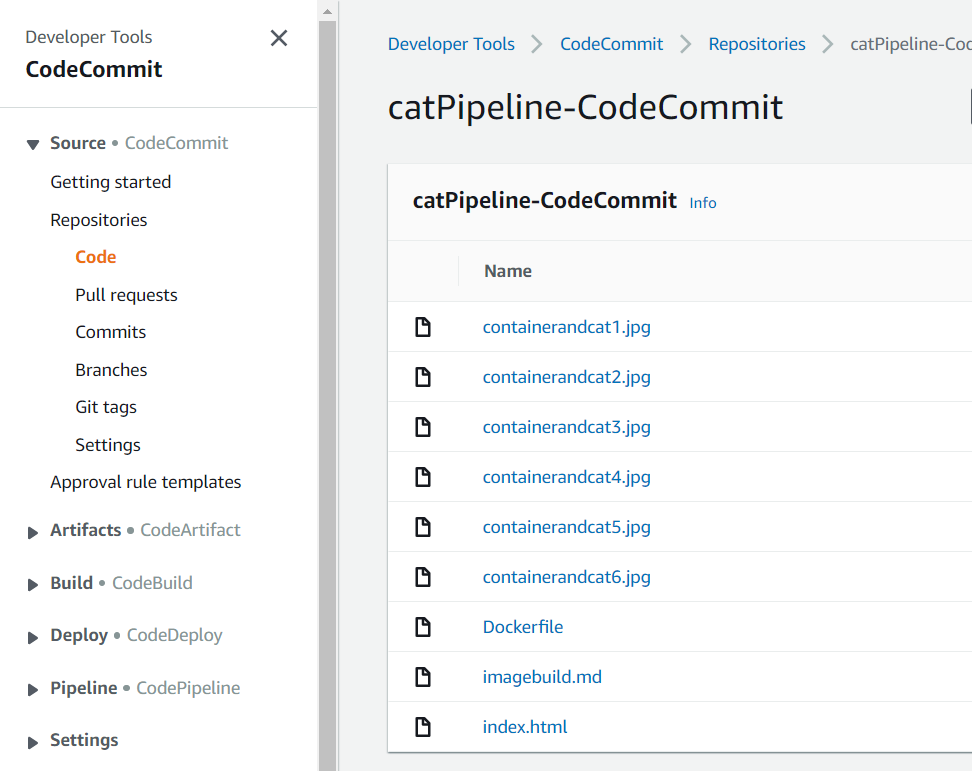 Developer Tools
CodeCommit
Source • CodeCommit
Getting started
Repositories
Code
Pull requests
Commits
Branches
Git tags
Settings
Approval rule templates
Artifacts • CodeArtifact
Build • CodeBuild
Deploy • CodeDeploy
Pipeline • CodePipeline
Settings
Developer Tools > CodeCommit > Repositories > catPipeline-Cod
catPipeline-CodeCommit
catPipeline-CodeCommit Info
Name
containerandcat1.jpg
containerandcat2.jpg
containerandcat3.jpg
containerandcat4.jpg
containerandcat5.jpg
containerandcat6.jpg
Dockerfile
imagebuild.md
index.html